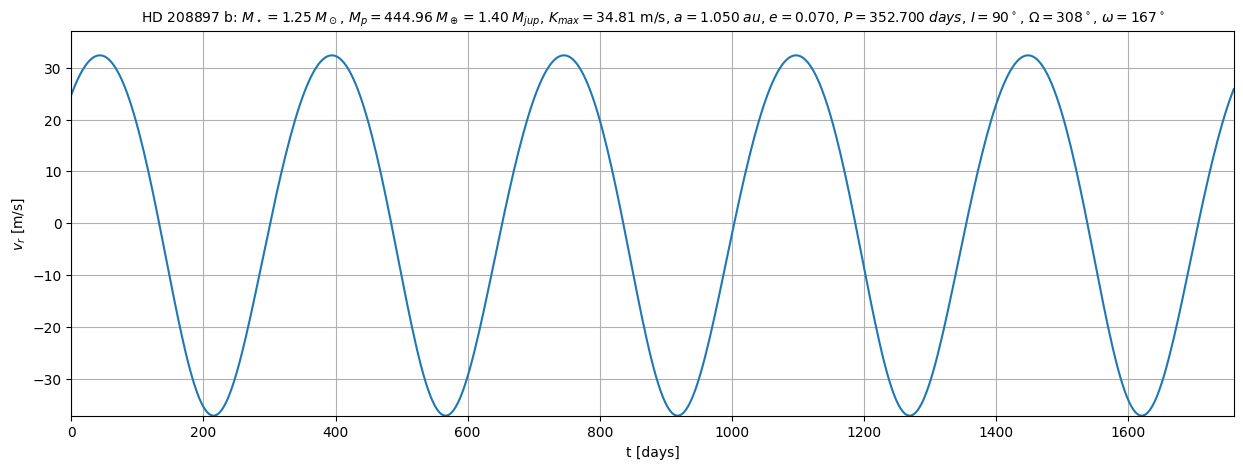 HD 208897 b: M⋆ = 1.25 M⊙, Mp = 444.96 M⊕ = 1.40 Mjup, Kmax = 34.81 m/s, a = 1.050 au, e = 0.070, P = 352.700 days, I = 90°, Ω = 308°, ω = 167°
30
20
10
0
−10
−20
−30
vr [m/s]
0 200 400 600 800 1000 1200 1400 1600
t [days]